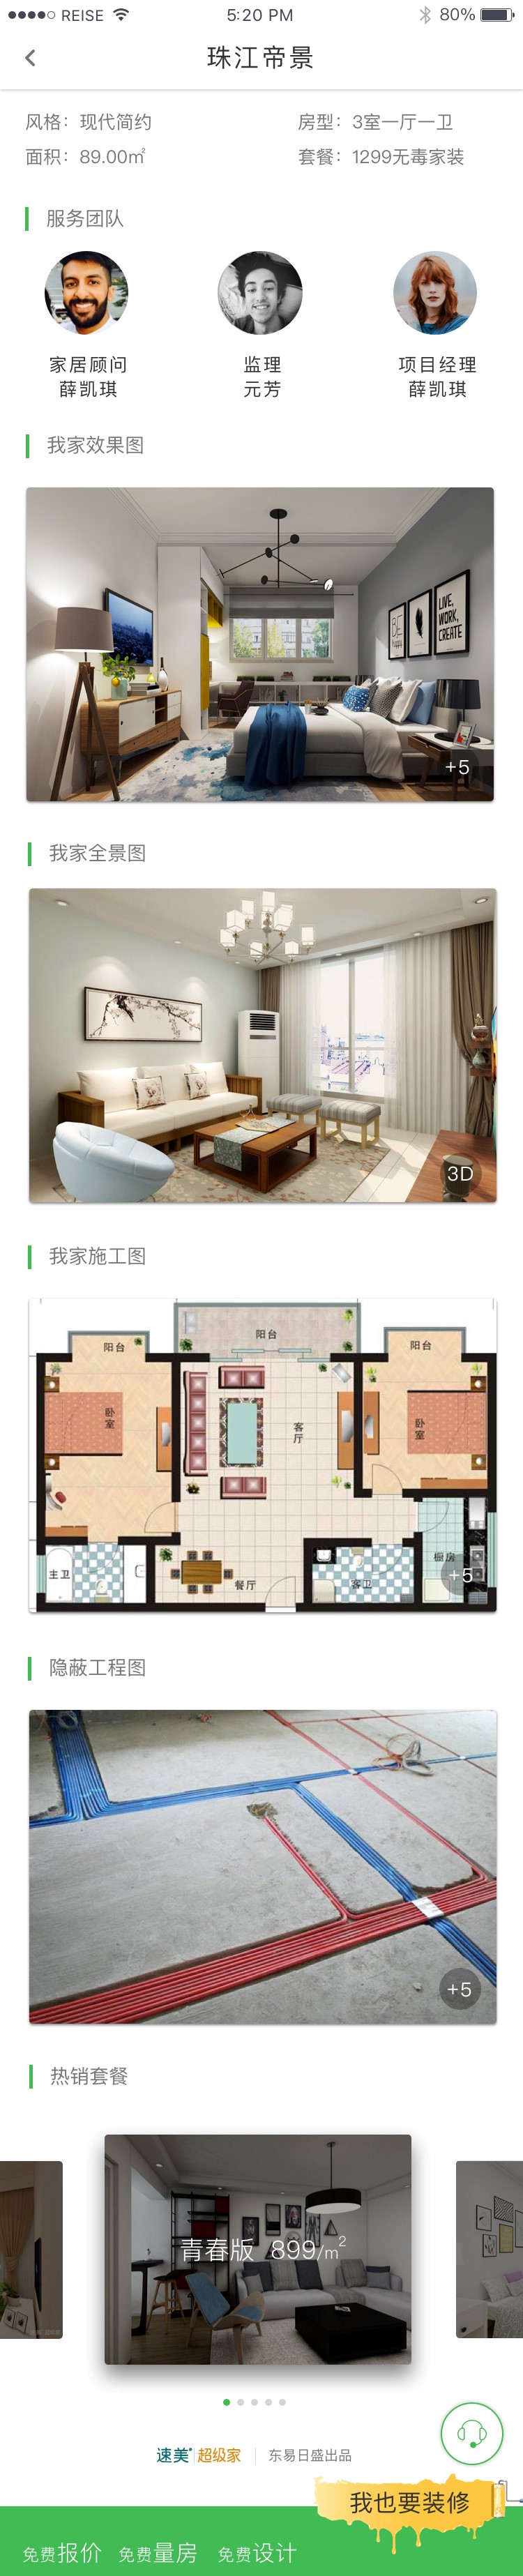 REISE 5:20 PM 80%
珠江帝景
风格：现代简约 房型：3室一厅一卫
面积：89.00㎡ 套餐：1299无毒家装
服务团队
家居顾问 监理 项目经理
薛凯琪 元芳 薛凯琪
我家效果图
BE happy
LIVE, WORK, CREATE
+5
我家全景图
3D
我家施工图
阳台
阳台 阳台
卧室 客厅 卧室
主卫 餐厅 客卫 橱房
+5
隐蔽工程图
+5
热销套餐
青春版 899/m²
速美 超级家 东易日盛出品
我也要装修
免费报价 免费量房 免费设计